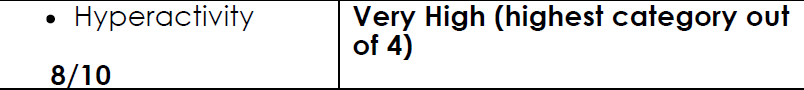 • Hyperactivity
8/10
Very High (highest category out
of 4)